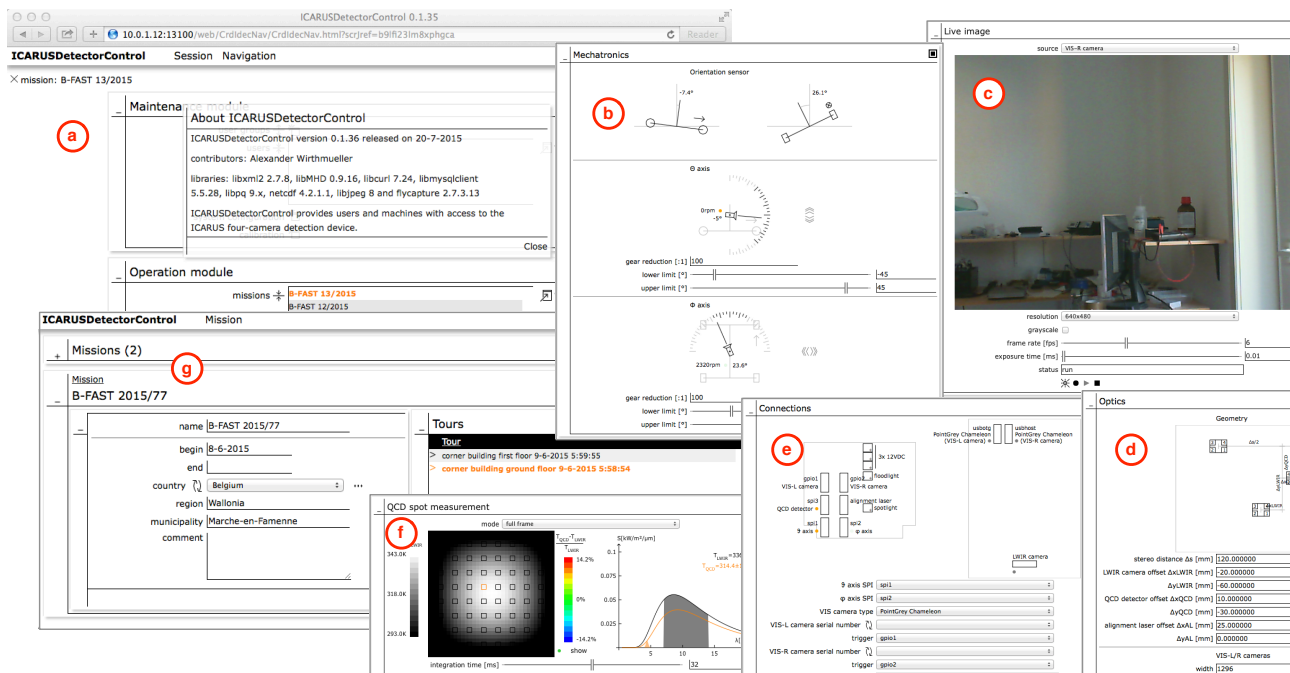 ICARUSDetectorControl 0.1.35
10.0.1.12:13100/web/CrdIdecNav/CrdIdecNav.html?scrJref=b9lfi23lm8xphgca
Reader
ICARUSDetectorControl Session Navigation
mission: B-FAST 13/2015
a
Maintenance module
About ICARUSDetectorControl
ICARUSDetectorControl version 0.1.36 released on 20-7-2015
contributors: Alexander Wirthmueller
libraries: libxml2 2.7.8, libMHD 0.9.16, libcurl 7.24, libmysqlclient
5.5.28, libpq 9.x, netcdf 4.2.1.1, libjpeg 8 and flycapture 2.7.3.13
ICARUSDetectorControl provides users and machines with access to the
ICARUS four-camera detection device.
Close
Operation module
missions B-FAST 13/2015
B-FAST 12/2015
Mechatronics
b
Orientation sensor
-7.4° 26.1°
Θ axis
0rpm
-5°
gear reduction [:1] 100
lower limit [°] -45
upper limit [°] 45
Φ axis
2320rpm 23.6°
gear reduction [:1] 100
lower limit [°]
upper limit [°]
Live image
source VIS-R camera
c
resolution 640x480
grayscale
frame rate [fps] 6
exposure time [ms] 0.01
status run
ICARUSDetectorControl Mission
Missions (2)
g
Mission
B-FAST 2015/77
name B-FAST 2015/77
begin 8-6-2015
end
country Belgium ...
region Wallonia
municipality Marche-en-Famenne
comment
Tours
Tour
> corner building first floor 9-6-2015 5:59:55
> corner building ground floor 9-6-2015 5:58:54
QCD spot measurement
f
mode full frame
343.0K
318.0K
293.0K
T QCD -T LWIR
T LWIR
14.2%
0%
-14.2%
show
S[kW/m²/μm]
0.1
0.075
0.05
0.025
5 10 15
λ[
T LWIR =336
T QCD =314.4±1
integration time [ms] 32
Connections
e
usbotg usbhost
PointGrey Chameleon PointGrey Chameleon
(VIS-L camera) (VIS-R camera)
3x 12VDC
floodlight
gpio1 gpio2
VIS-L camera VIS-R camera
spi3 alignment laser
QCD detector spotlight
spi1 spi2
ϑ axis φ axis
LWIR camera
ϑ axis SPI spi1
φ axis SPI spi2
VIS camera type PointGrey Chameleon
VIS-L camera serial number
trigger gpio1
VIS-R camera serial number
trigger gpio2
Optics
d
Geometry
Δs/2
stereo distance Δs [mm] 120.000000
LWIR camera offset ΔxLWIR [mm] -20.000000
ΔyLWIR [mm] -60.000000
QCD detector offset ΔxQCD [mm] 10.000000
ΔyQCD [mm] -30.000000
alignment laser offset ΔxAL [mm] 25.000000
ΔyAL [mm] 0.000000
VIS-L/R cameras
width 1296